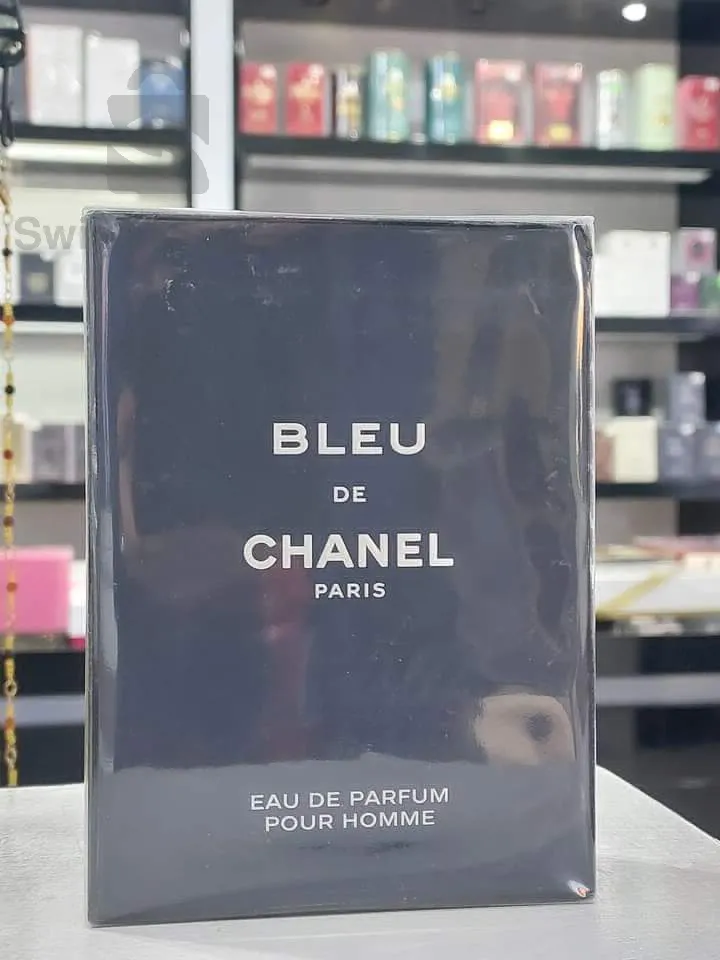 BLEU
DE
CHANEL
PARIS
EAU DE PARFUM
POUR HOMME